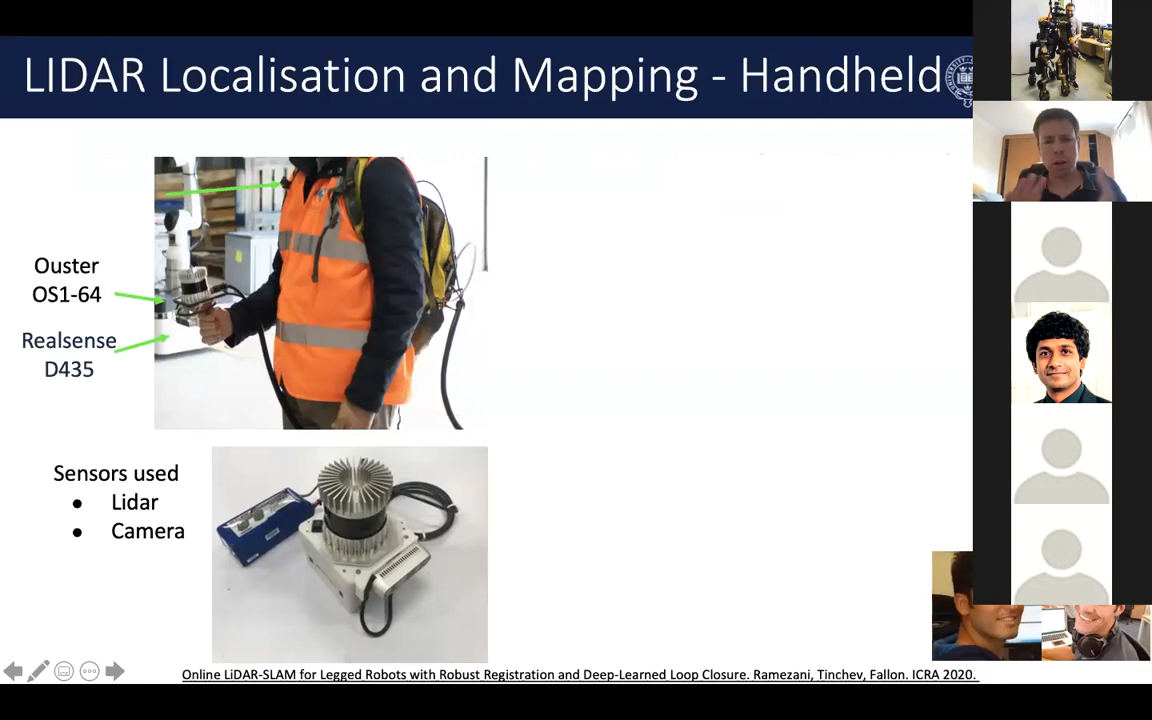 LIDAR Localisation and Mapping - Handheld
Ouster
OS1-64
Realsense
D435
Sensors used
● Lidar
● Camera
Online LiDAR-SLAM for Legged Robots with Robust Registration and Deep-Learned Loop Closure. Ramezani, Tinchev, Fallon. ICRA 2020.